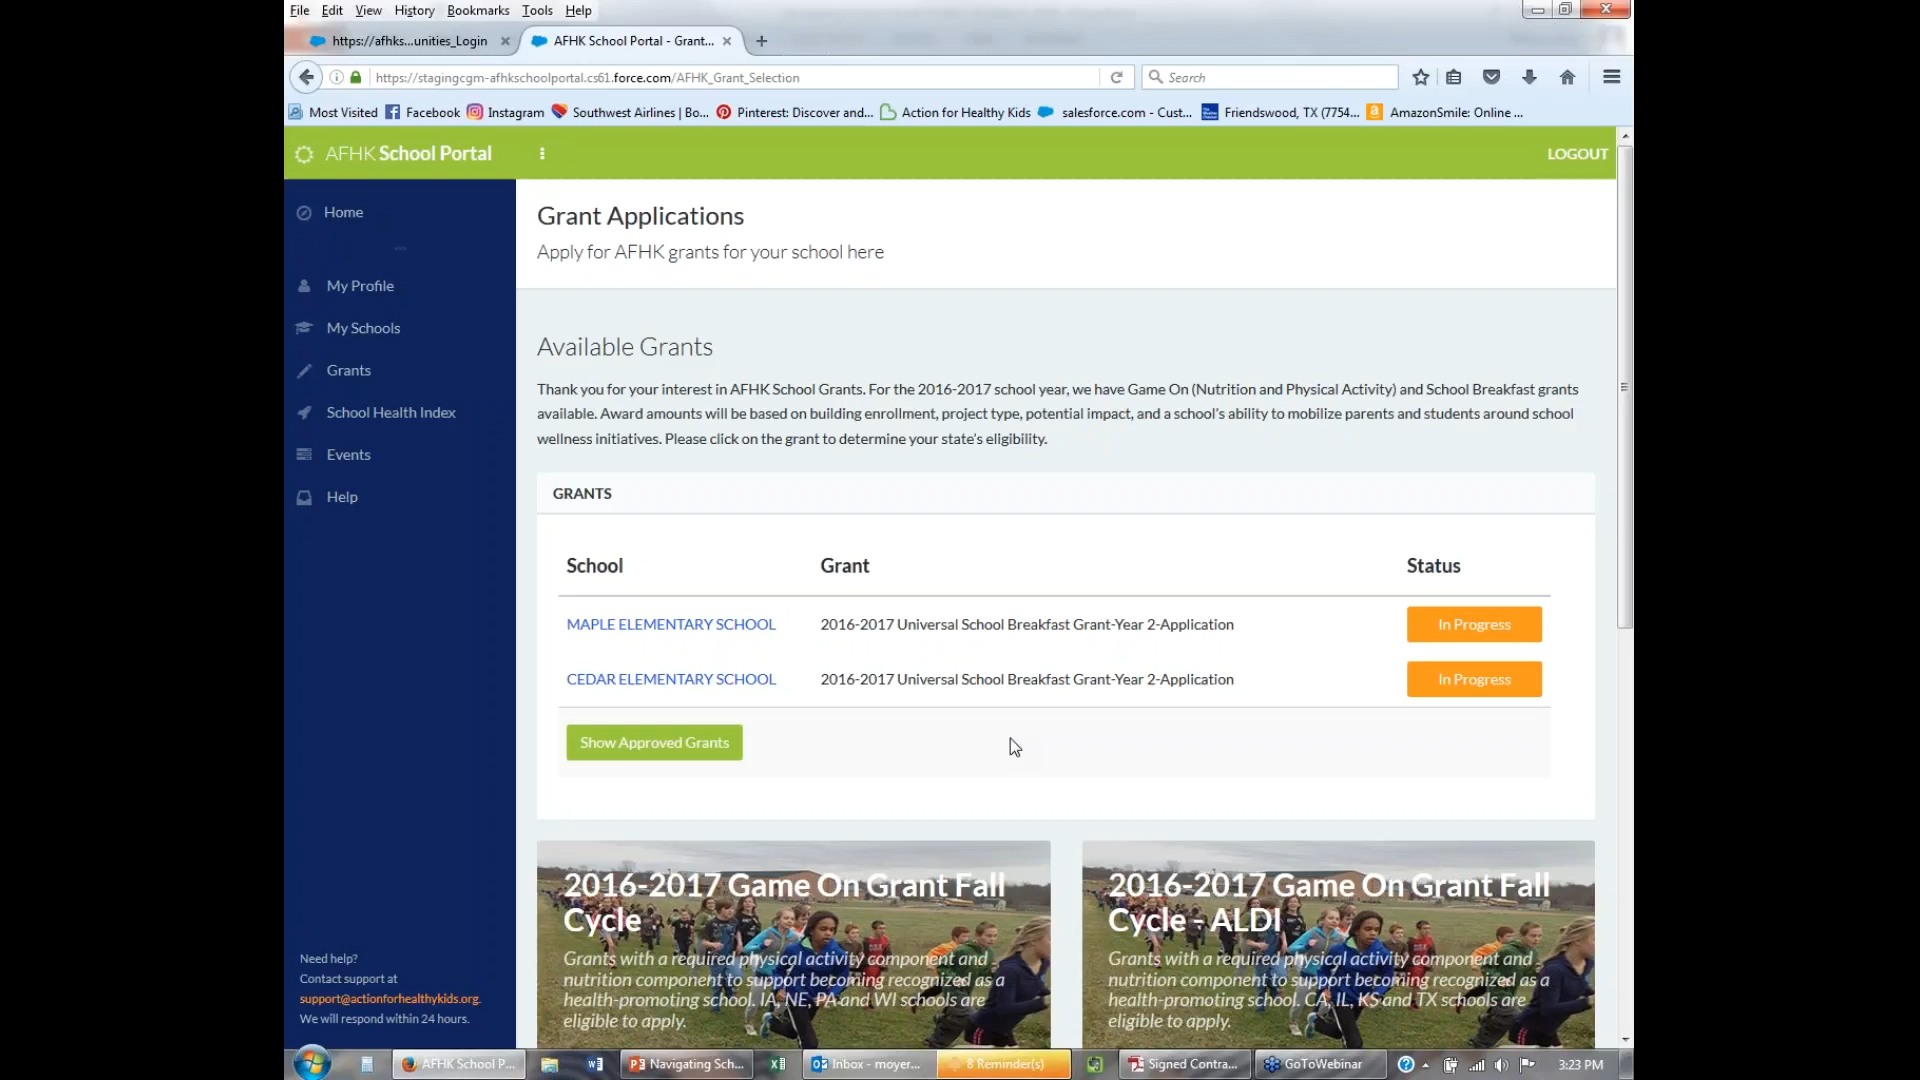 File Edit View History Bookmarks Tools Help
https://afhks...unities_Login
AFHK School Portal - Grant...
https://stagingcgm-afhkschoolportal.cs61.force.com/AFHK_Grant_Selection
Search
Most Visited Facebook Instagram Southwest Airlines | Bo... Pinterest: Discover and... Action for Healthy Kids salesforce.com - Cust... Friendswood, TX (7754... AmazonSmile: Online ...
AFHK School Portal
LOGOUT
Home
My Profile
My Schools
Grants
School Health Index
Events
Help
Need help?
Contact support at
support@actionforhealthykids.org.
We will respond within 24 hours.
Grant Applications
Apply for AFHK grants for your school here
Available Grants
Thank you for your interest in AFHK School Grants. For the 2016-2017 school year, we have Game On (Nutrition and Physical Activity) and School Breakfast grants
available. Award amounts will be based on building enrollment, project type, potential impact, and a school's ability to mobilize parents and students around school
wellness initiatives. Please click on the grant to determine your state's eligibility.
GRANTS
School Grant Status
MAPLE ELEMENTARY SCHOOL 2016-2017 Universal School Breakfast Grant-Year 2-Application In Progress
CEDAR ELEMENTARY SCHOOL 2016-2017 Universal School Breakfast Grant-Year 2-Application In Progress
Show Approved Grants
2016-2017 Game On Grant Fall
Cycle
Grants with a required physical activity component and
nutrition component to support becoming recognized as a
health-promoting school. IA, NE, PA and WI schools are
eligible to apply.
2016-2017 Game On Grant Fall
Cycle - ALDI
Grants with a required physical activity component and
nutrition component to support becoming recognized as a
health-promoting school. CA, IL, KS and TX schools are
eligible to apply.
AFHK School P... Navigating Sch... Inbox - moyer... 8 Reminder(s) Signed Contra... GoToWebinar 3:23 PM